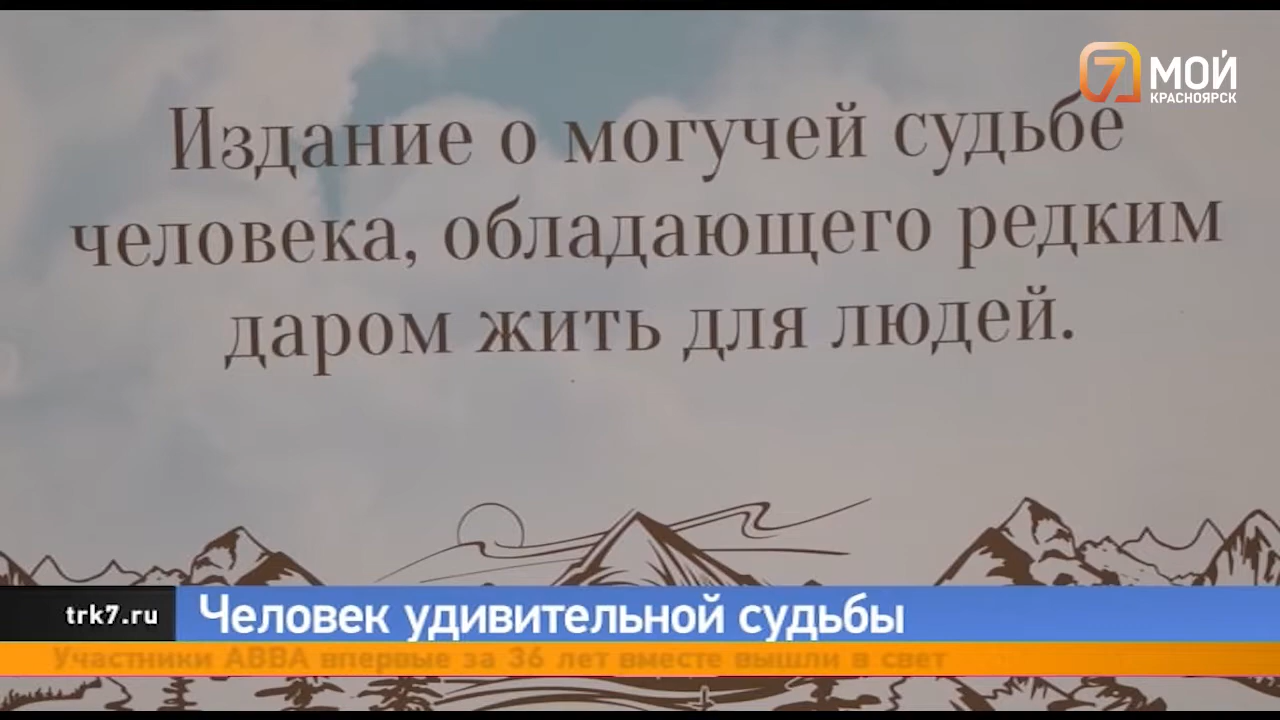 7 МОЙ
КРАСНОЯРСК
Издание о могучей судьбе
человека, обладающего редким
даром жить для людей.
trk7.ru
Человек удивительной судьбы
Участники ABBA впервые за 36 лет вместе вышли в свет